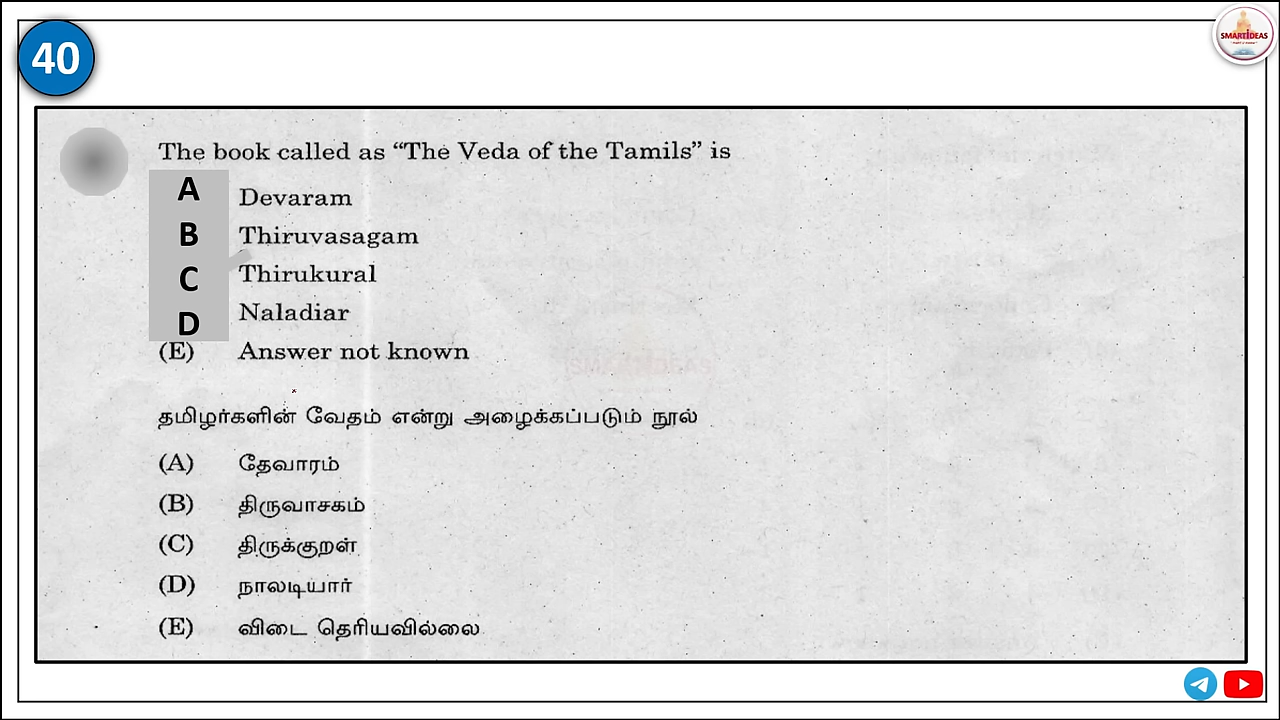 40
SMARTIDEAS
The book called as “The Veda of the Tamils” is
A Devaram
B Thiruvasagam
C Thirukural
D Naladiar
(E) Answer not known
தமிழர்களின் வேதம் என்று அழைக்கப்படும் நூல்
(A) தேவாரம்
(B) திருவாசகம்
(C) திருக்குறள்
(D) நாலடியார்
(E) விடை தெரியவில்லை